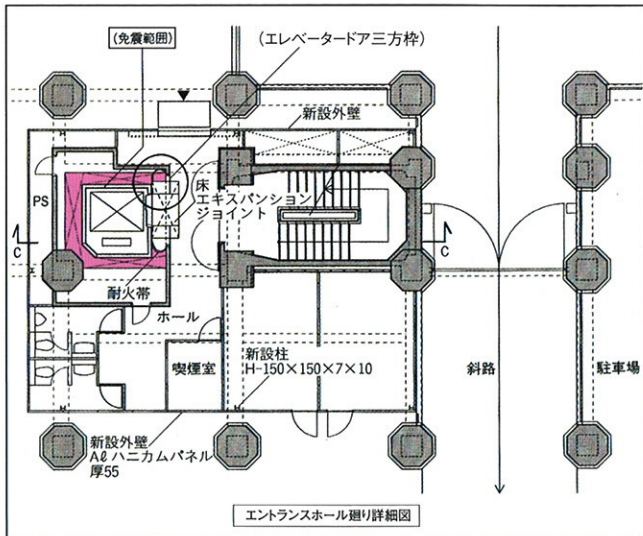 (免震範囲)
(エレベータードア三方枠)
新設外壁
PS
床
エキスパンション
ジョイント
C
C
耐火帯
ホール
喫煙室
新設柱
H-150×150×7×10
斜路
駐車場
新設外壁
Aℓハニカムパネル
厚55
エントランスホール廻り詳細図